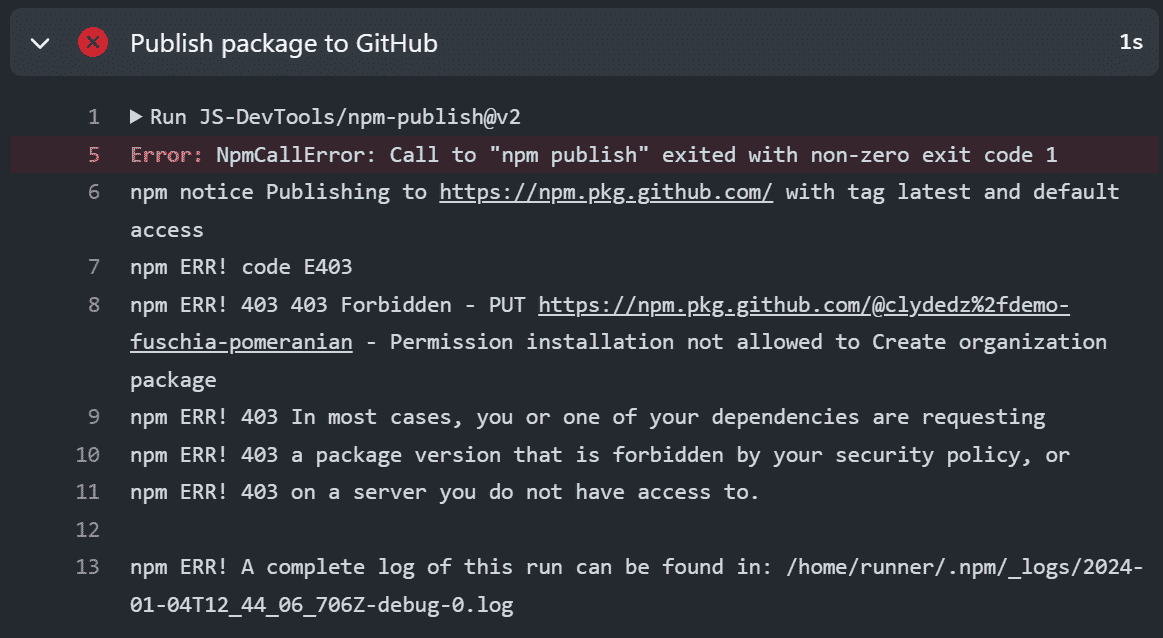 Publish package to GitHub 1s
1 Run JS-DevTools/npm-publish@v2
5 Error: NpmCallError: Call to "npm publish" exited with non-zero exit code 1
6 npm notice Publishing to https://npm.pkg.github.com/ with tag latest and default
access
7 npm ERR! code E403
8 npm ERR! 403 403 Forbidden - PUT https://npm.pkg.github.com/@clydedz%2fdemo-
fuschia-pomeranian - Permission installation not allowed to Create organization
package
9 npm ERR! 403 In most cases, you or one of your dependencies are requesting
10 npm ERR! 403 a package version that is forbidden by your security policy, or
11 npm ERR! 403 on a server you do not have access to.
12
13 npm ERR! A complete log of this run can be found in: /home/runner/.npm/_logs/2024-
01-04T12_44_06_706Z-debug-0.log